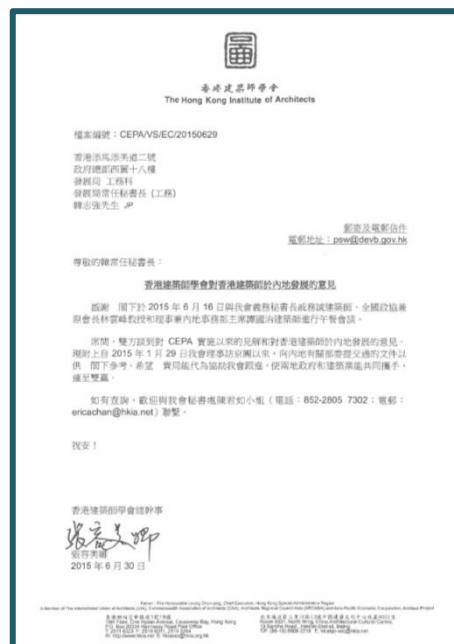 香港建築師學會
The Hong Kong Institute of Architects
檔案編號：CEPA/VS/EC/20150629
香港添馬添美道二號
政府總部西翼十八樓
發展局 工務科
發展局常任秘書長 (工務)
韓志強先生 JP
郵寄及電郵信件
電郵地址：psw@devb.gov.hk
尊敬的韓常任秘書長：
香港建築師學會對香港建築師於內地發展的意見
感謝 閣下於 2015 年 6 月 16 日與我會義務秘書長戚務誠建築師、全國政協兼
原會長林雲峰教授和理事兼內地事務部主席譚國治建築師進行午餐會談。
席間，雙方談到對 CEPA 實施以來的見解和對香港建築師於內地發展的意見。
現附上自 2015 年 1 月 29 日我會理事訪京團以來，向內地有關部委提交過的文件以
供 閣下參考。希望 貴局能代為協助我會跟進，使兩地政府和建築業能共同攜手，
達至雙贏。
如有查詢，歡迎與我會秘書處陳君如小姐（電話：852-2805 7302；電郵：
ericachan@hkia.net）聯繫。
祝安！
香港建築師學會總幹事
2015 年 6 月 30 日